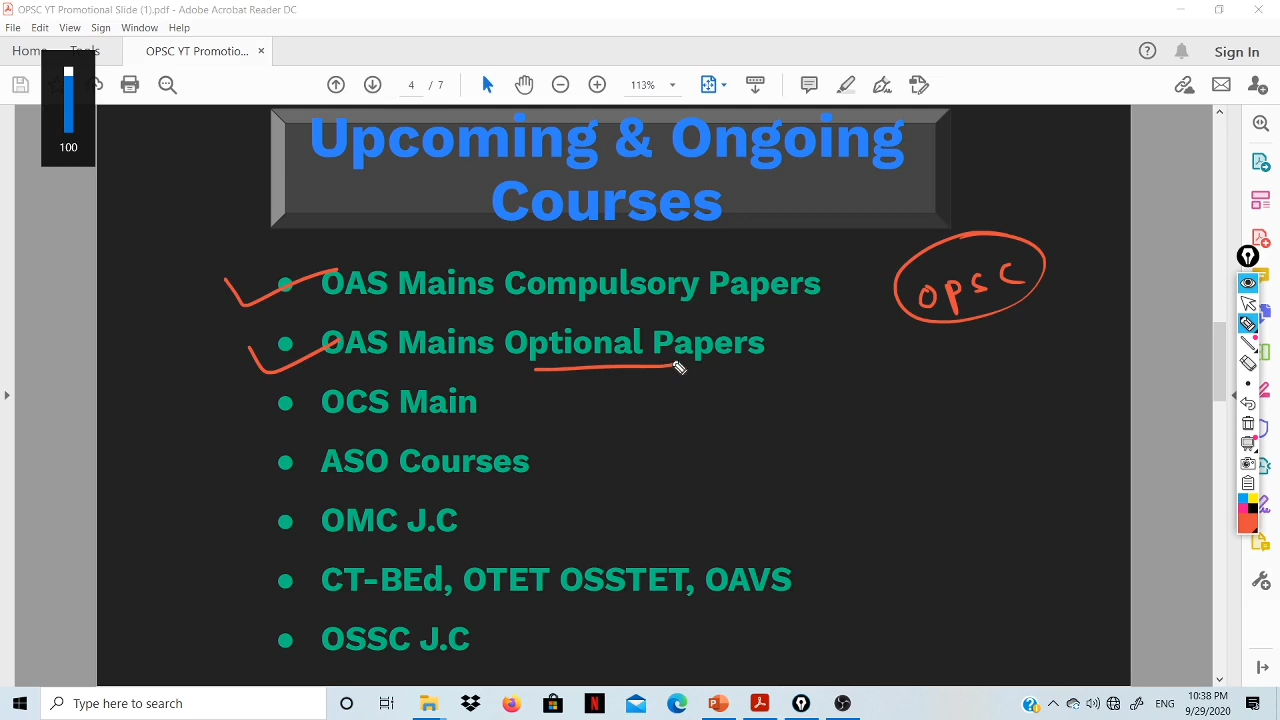 OPSC YT Promotional Slide (1).pdf - Adobe Acrobat Reader DC
File Edit View Sign Window Help
Home Tools OPSC YT Promotio... × Sign In
4 / 7 113%
100
Upcoming & Ongoing
Courses
OAS Mains Compulsory Papers
OPSC
OAS Mains Optional Papers
OCS Main
ASO Courses
OMC J.C
CT-BEd, OTET OSSTET, OAVS
OSSC J.C
Type here to search
ENG 10:38 PM
9/29/2020